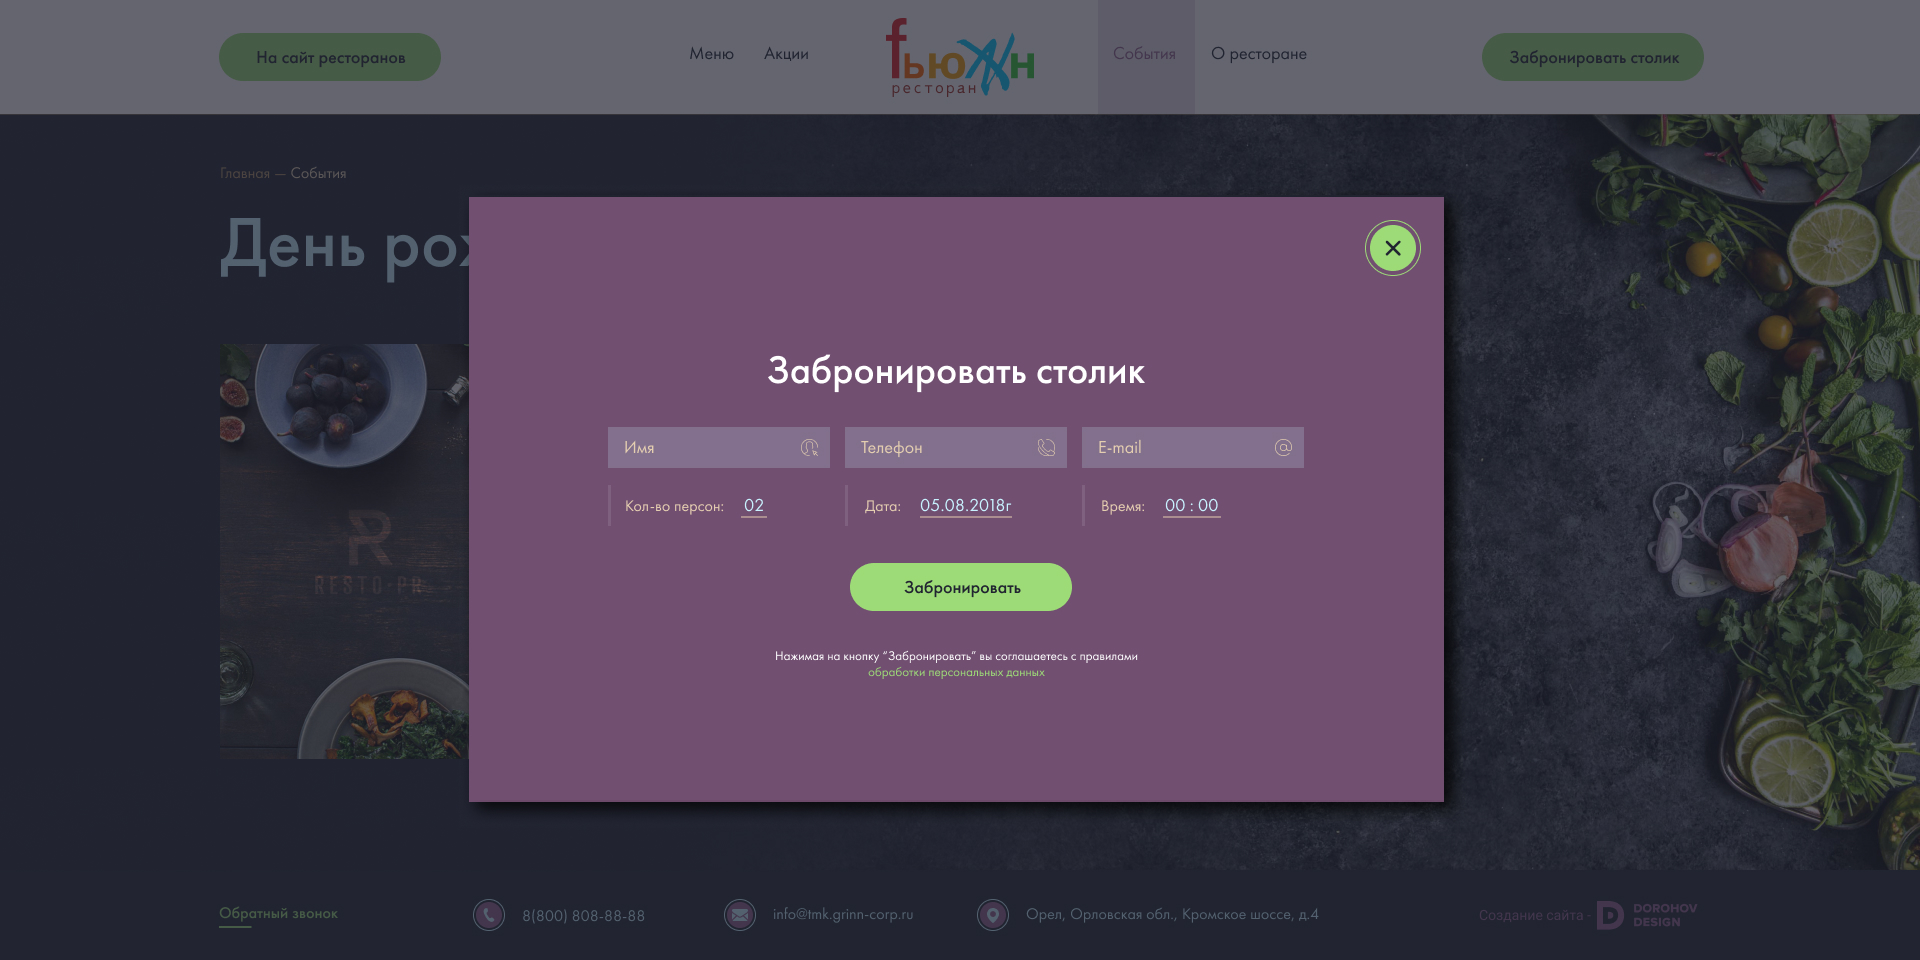 На сайт ресторанов
Меню
Акции
fьюжн
ресторан
События
О ресторане
Забронировать столик
Главная — События
День рож
RESTO·BR
Забронировать столик
Имя
Телефон
E-mail
Кол-во персон: 02
Дата: 05.08.2018г
Время: 00 : 00
Забронировать
Нажимая на кнопку “Забронировать” вы соглашаетесь с правилами
обработки персональных данных
Обратный звонок
8(800) 808-88-88
info@tmk.grinn-corp.ru
Орел, Орловская обл., Кромское шоссе, д.4
Создание сайта -
DOROHOV
DESIGN